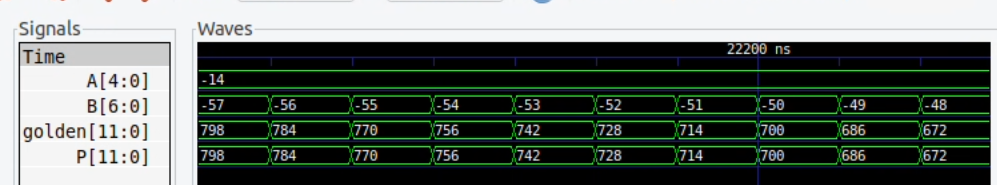 Signals
Waves
Time
22200 ns
A[4:0]
-14
B[6:0]
-57 -56 -55 -54 -53 -52 -51 -50 -49 -48
golden[11:0]
798 784 770 756 742 728 714 700 686 672
P[11:0]
798 784 770 756 742 728 714 700 686 672